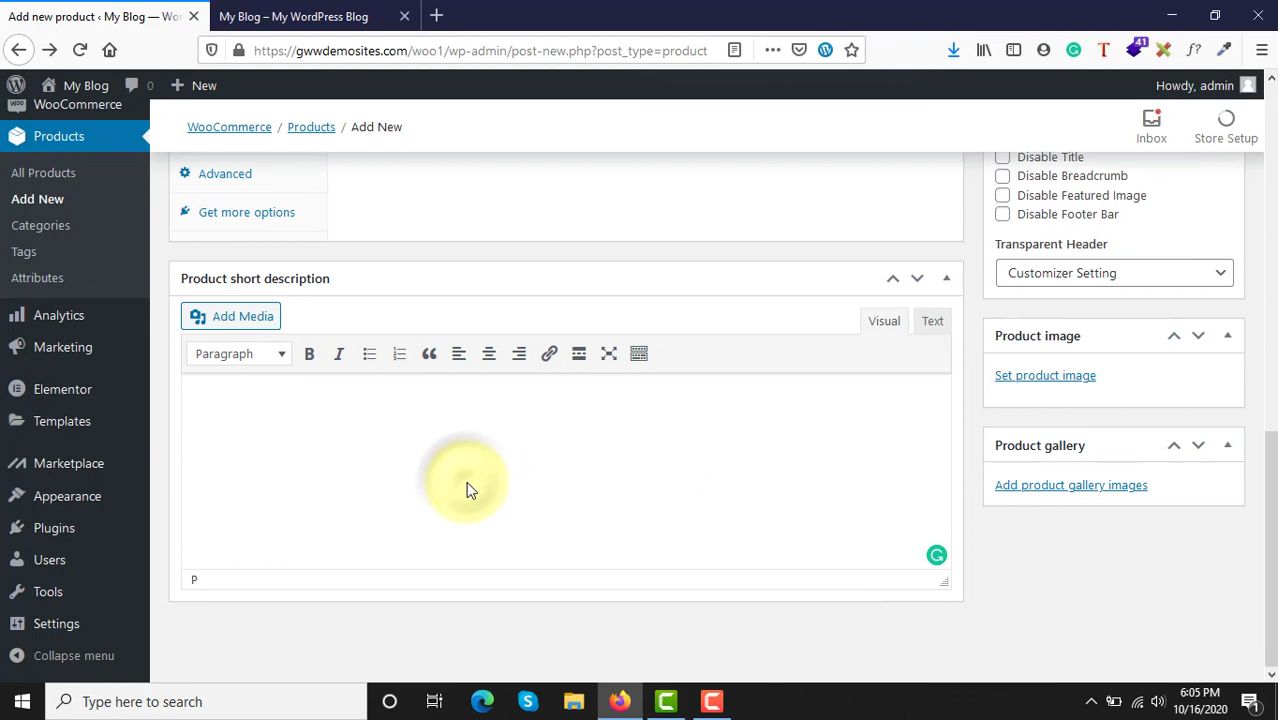 Add new product ‹ My Blog — Wo
My Blog – My WordPress Blog
https://gwwdemosites.com/woo1/wp-admin/post-new.php?post_type=product
41
T
f?
My Blog
0
New
Howdy, admin
WooCommerce
Products
All Products
Add New
Categories
Tags
Attributes
Analytics
Marketing
Elementor
Templates
Marketplace
Appearance
Plugins
Users
Tools
Settings
Collapse menu
WooCommerce / Products / Add New
Inbox
Store Setup
Advanced
Get more options
Product short description
Add Media
Visual
Text
Paragraph
B
I
P
Disable Title
Disable Breadcrumb
Disable Featured Image
Disable Footer Bar
Transparent Header
Customizer Setting
Product image
Set product image
Product gallery
Add product gallery images
Type here to search
6:05 PM
10/16/2020
1